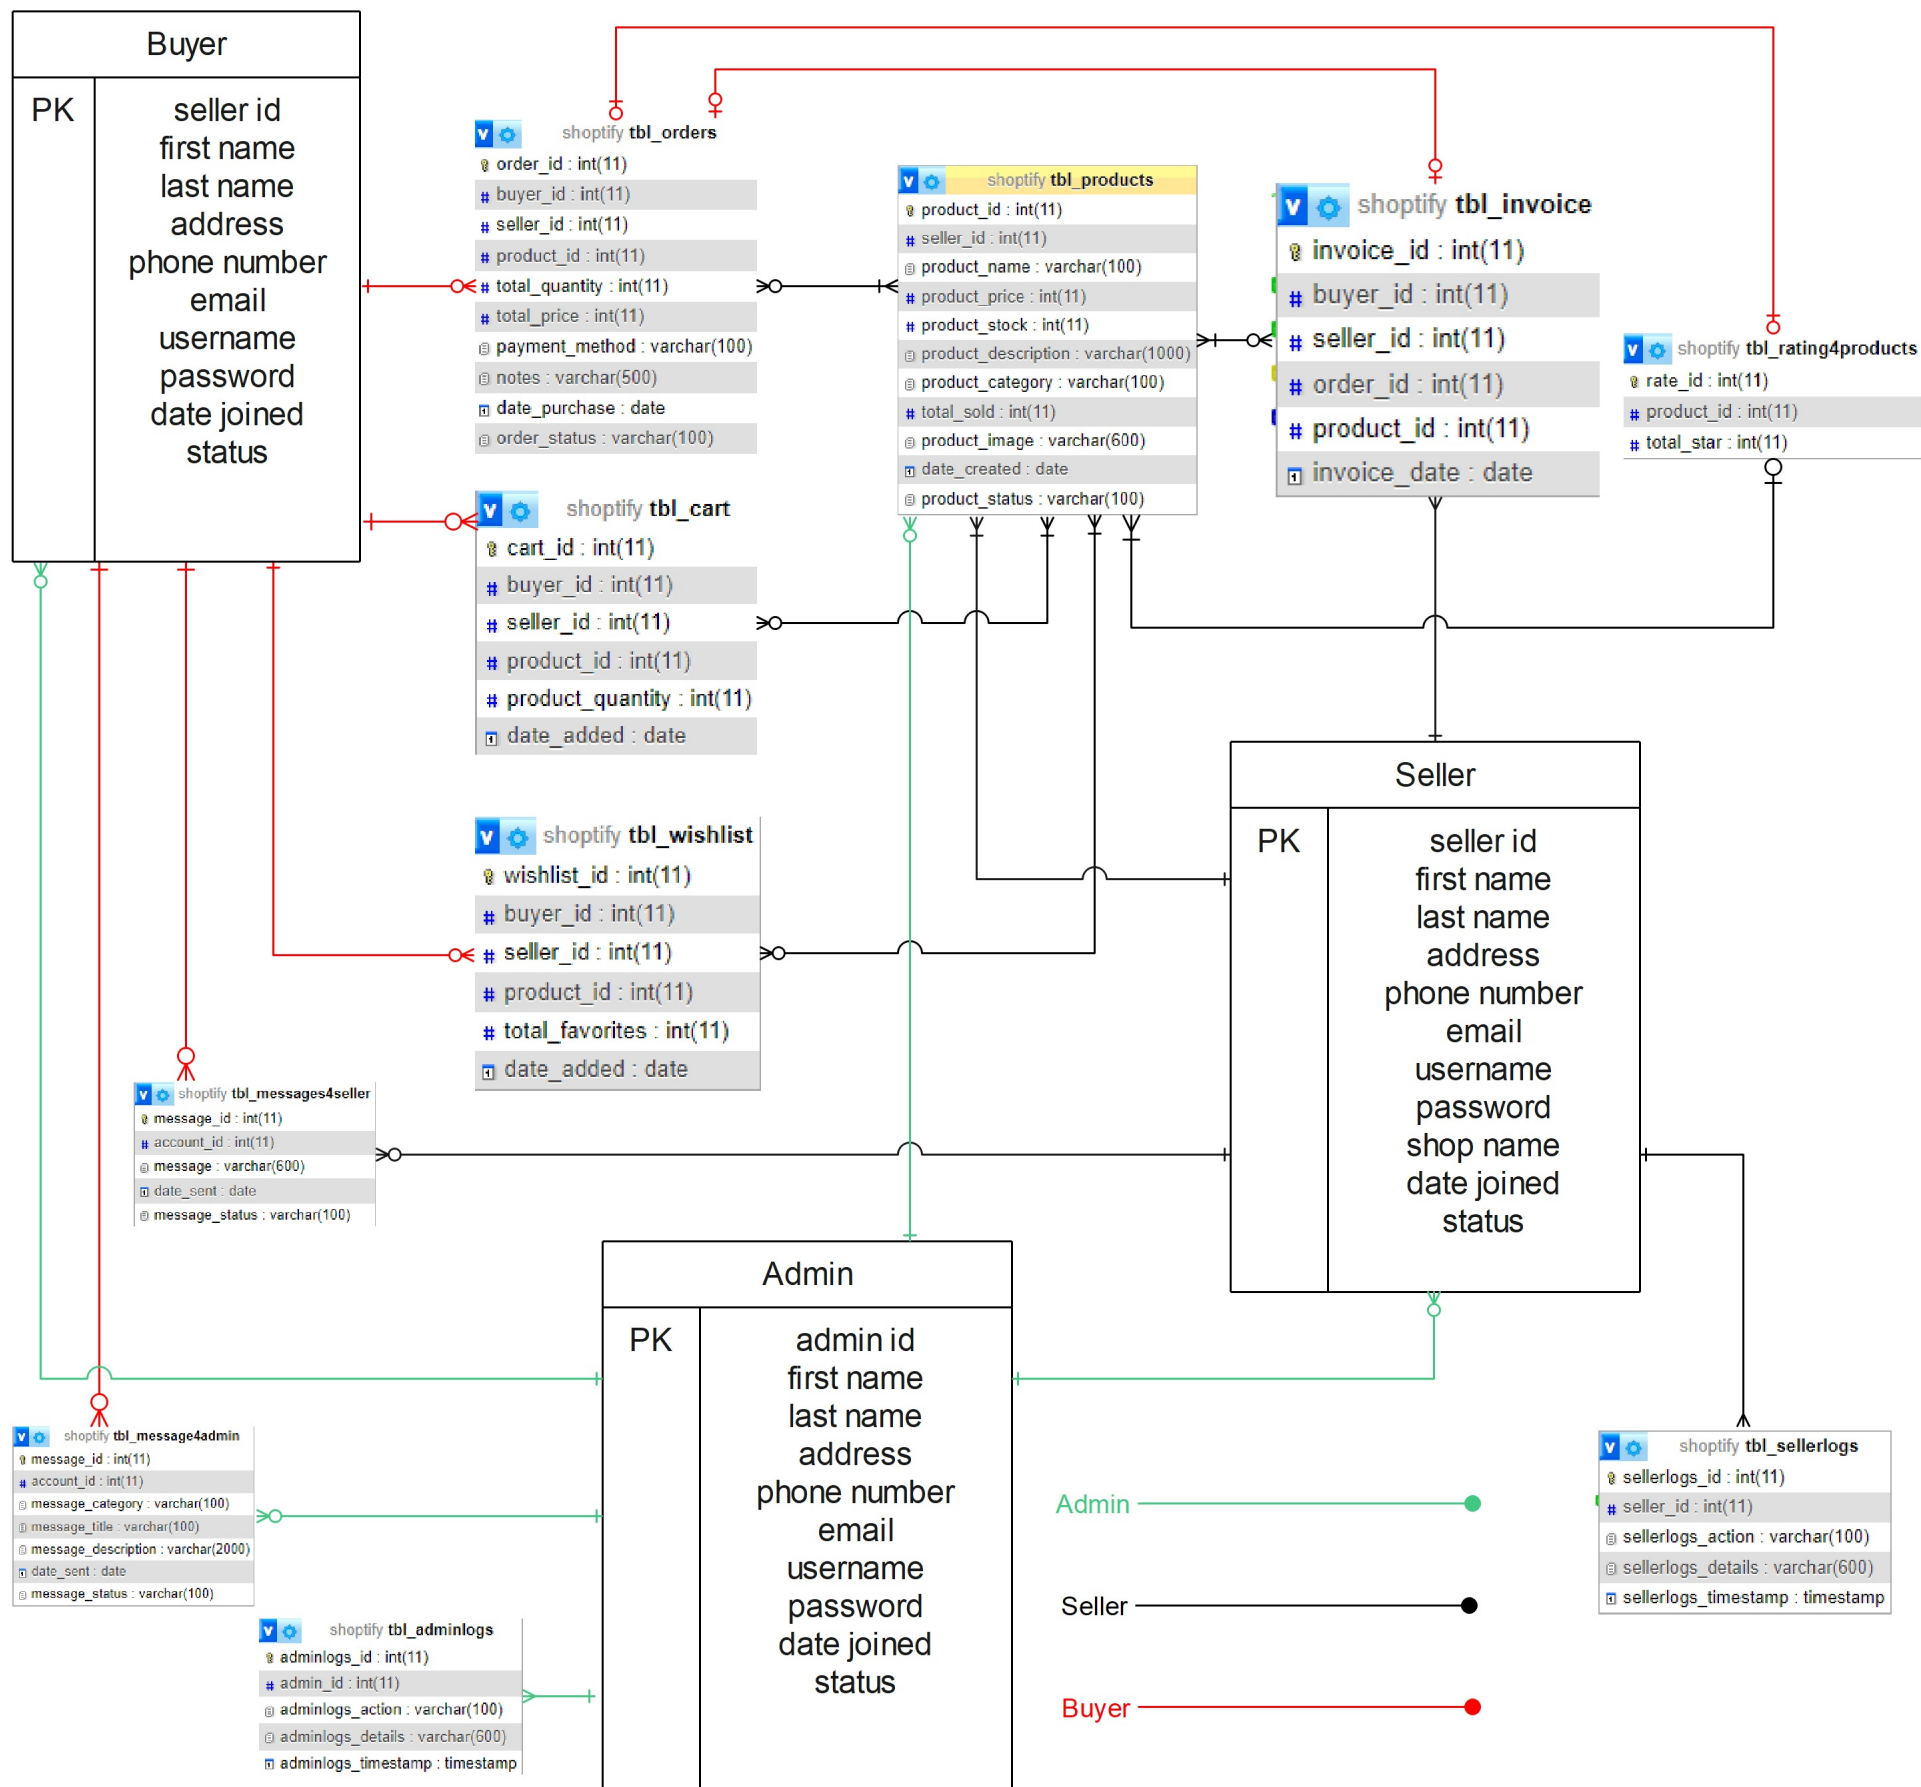 Buyer
PK
seller id
first name
last name
address
phone number
email
username
password
date joined
status
shoptify tbl_orders
order_id : int(11)
buyer_id : int(11)
seller_id : int(11)
product_id : int(11)
total_quantity : int(11)
total_price : int(11)
payment_method : varchar(100)
notes : varchar(500)
date_purchase : date
order_status : varchar(100)
shoptify tbl_products
product_id : int(11)
seller_id : int(11)
product_name : varchar(100)
product_price : int(11)
product_stock : int(11)
product_description : varchar(1000)
product_category : varchar(100)
total_sold : int(11)
product_image : varchar(600)
date_created : date
product_status : varchar(100)
shoptify tbl_invoice
invoice_id : int(11)
buyer_id : int(11)
seller_id : int(11)
order_id : int(11)
product_id : int(11)
invoice_date : date
shoptify tbl_rating4products
rate_id : int(11)
product_id : int(11)
total_star : int(11)
shoptify tbl_cart
cart_id : int(11)
buyer_id : int(11)
seller_id : int(11)
product_id : int(11)
product_quantity : int(11)
date_added : date
shoptify tbl_wishlist
wishlist_id : int(11)
buyer_id : int(11)
seller_id : int(11)
product_id : int(11)
total_favorites : int(11)
date_added : date
Seller
PK
seller id
first name
last name
address
phone number
email
username
password
shop name
date joined
status
shoptify tbl_messages4seller
message_id : int(11)
account_id : int(11)
message : varchar(600)
date_sent : date
message_status : varchar(100)
Admin
PK
admin id
first name
last name
address
phone number
email
username
password
date joined
status
shoptify tbl_message4admin
message_id : int(11)
account_id : int(11)
message_category : varchar(100)
message_title : varchar(100)
message_description : varchar(2000)
date_sent : date
message_status : varchar(100)
shoptify tbl_adminlogs
adminlogs_id : int(11)
admin_id : int(11)
adminlogs_action : varchar(100)
adminlogs_details : varchar(600)
adminlogs_timestamp : timestamp
Admin
Seller
Buyer
shoptify tbl_sellerlogs
sellerlogs_id : int(11)
seller_id : int(11)
sellerlogs_action : varchar(100)
sellerlogs_details : varchar(600)
sellerlogs_timestamp : timestamp